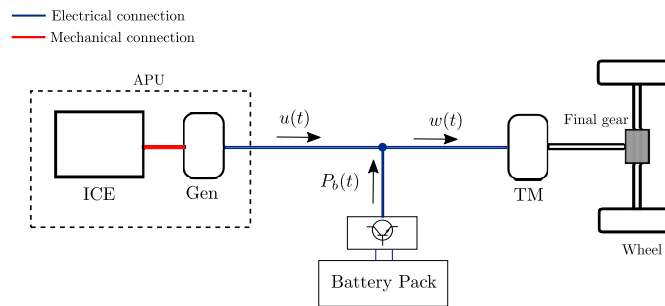 Electrical connection
Mechanical connection
APU
u(t)
w(t)
Final gear
P_b(t)
ICE
Gen
TM
Wheel
Battery Pack